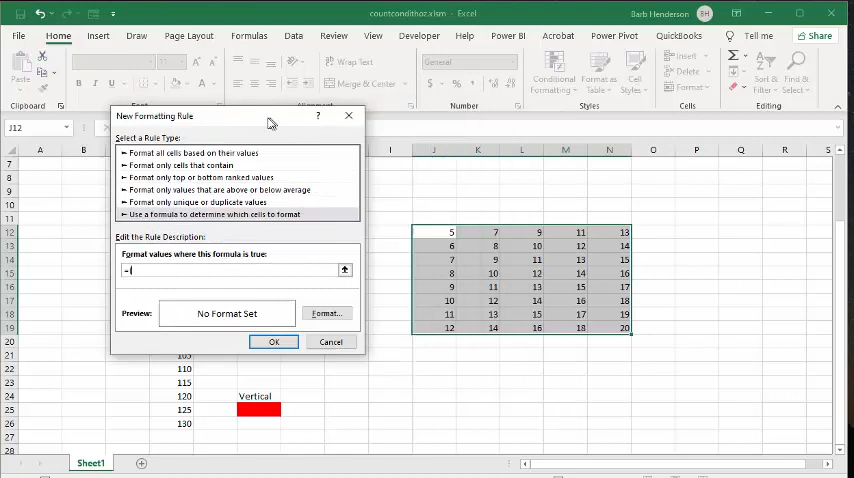 countcondithoz.xlsm - Excel
Barb Henderson BH
File Home Insert Draw Page Layout Formulas Data Review View Developer Help Power BI Acrobat Power Pivot QuickBooks Tell me Share
Paste
Wrap Text
Merge & Center
General
Conditional Formatting
Format as Table
Cell Styles
Insert
Delete
Format
Sort & Filter
Find & Select
Clipboard Alignment Number Styles Cells Editing
J12
New Formatting Rule ?
Select a Rule Type:
► Format all cells based on their values
► Format only cells that contain
► Format only top or bottom ranked values
► Format only values that are above or below average
► Format only unique or duplicate values
► Use a formula to determine which cells to format
Edit the Rule Description:
Format values where this formula is true:
=(
Preview: No Format Set Format...
OK Cancel
A B I J K L M N O P Q R S
7
8
9
10
11
12 5 7 9 11 13
13 6 8 10 12 14
14 7 9 11 13 15
15 8 10 12 14 16
16 9 11 13 15 17
17 10 12 14 16 18
18 11 13 15 17 19
19 12 14 16 18 20
20
21 105
22 110
23 115
24 120 Vertical
25 125
26 130
27
28
Sheet1